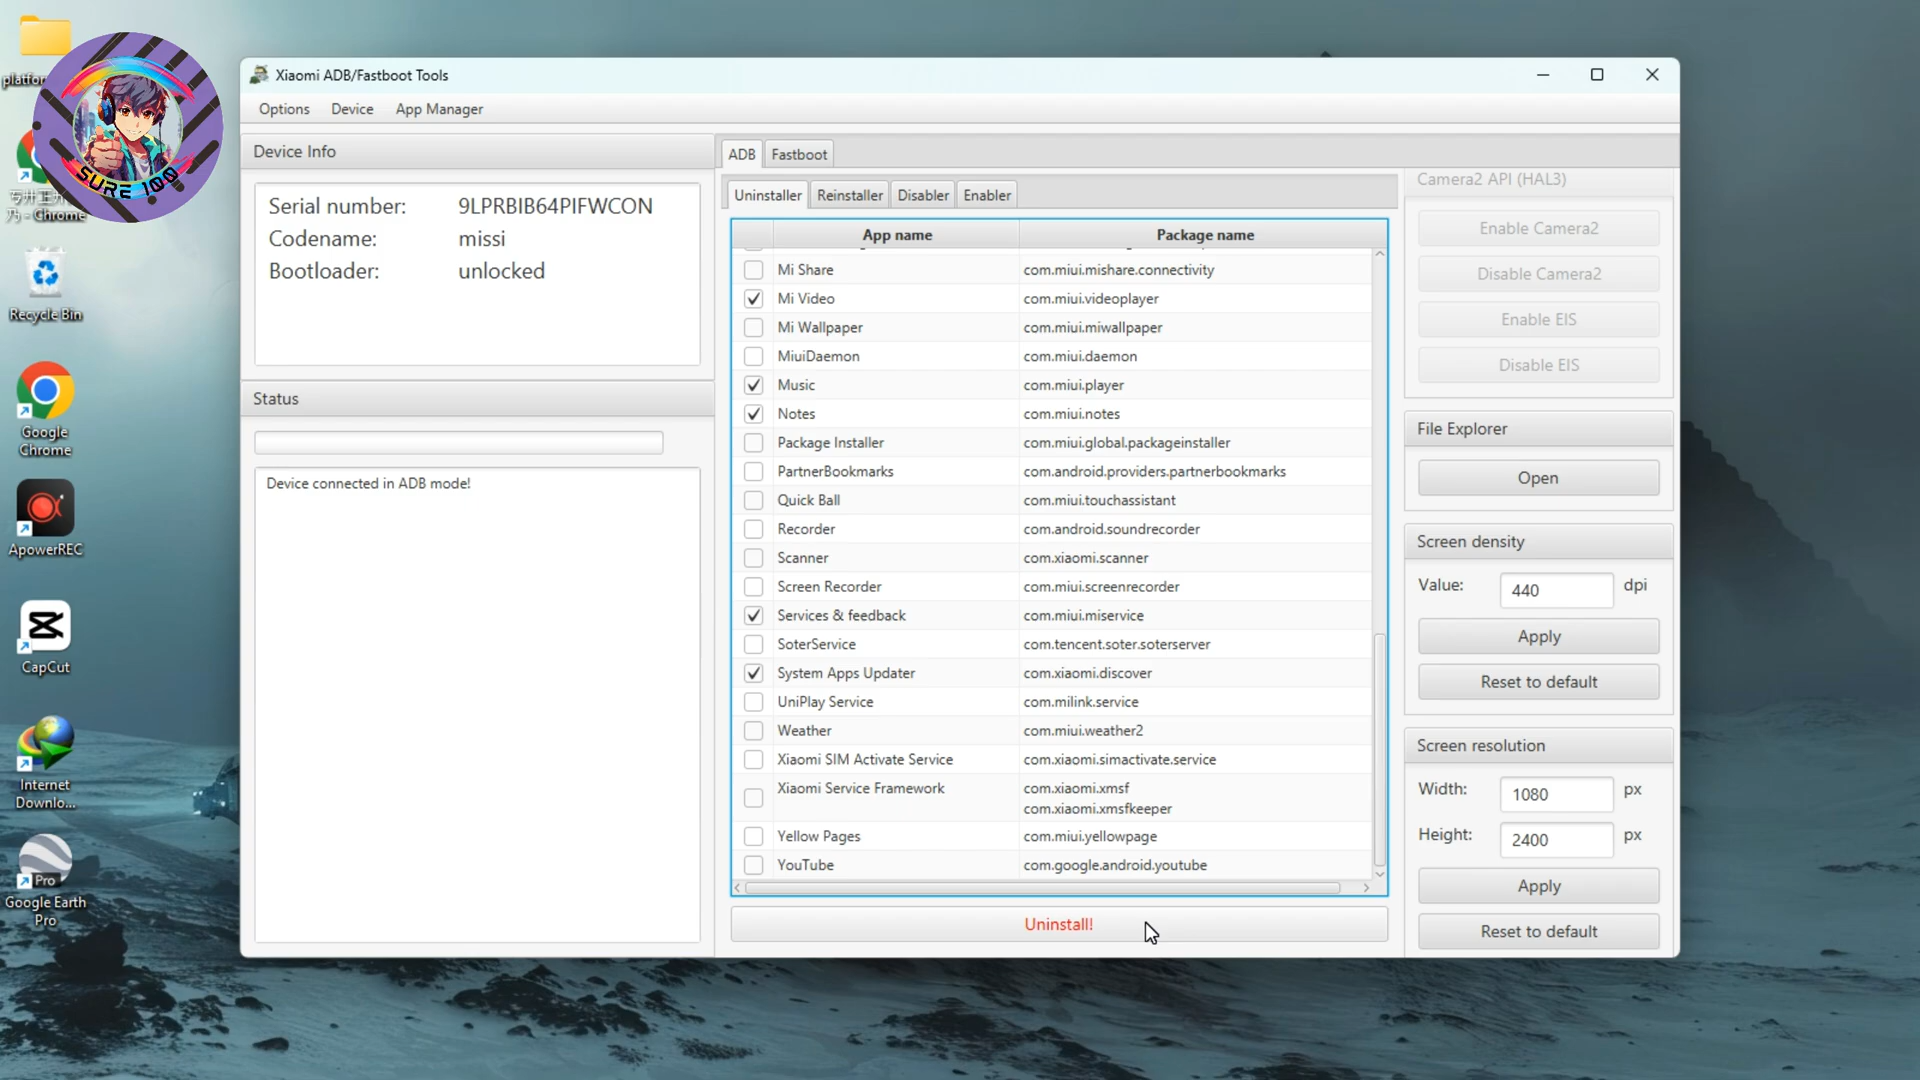 platfor
SURE 100
- Chrome
Recycle Bin
Google
Chrome
ApowerREC
CapCut
Internet
Downlo...
Pro
Google Earth
Pro
Xiaomi ADB/Fastboot Tools
Options Device App Manager
Device Info
Serial number: 9LPRBIB64PIFWCON
Codename: missi
Bootloader: unlocked
Status
Device connected in ADB mode!
ADB Fastboot
Uninstaller Reinstaller Disabler Enabler
App name Package name
Mi Share com.miui.mishare.connectivity
Mi Video com.miui.videoplayer
Mi Wallpaper com.miui.miwallpaper
MiuiDaemon com.miui.daemon
Music com.miui.player
Notes com.miui.notes
Package Installer com.miui.global.packageinstaller
PartnerBookmarks com.android.providers.partnerbookmarks
Quick Ball com.miui.touchassistant
Recorder com.android.soundrecorder
Scanner com.xiaomi.scanner
Screen Recorder com.miui.screenrecorder
Services & feedback com.miui.miservice
SoterService com.tencent.soter.soterserver
System Apps Updater com.xiaomi.discover
UniPlay Service com.milink.service
Weather com.miui.weather2
Xiaomi SIM Activate Service com.xiaomi.simactivate.service
Xiaomi Service Framework com.xiaomi.xmsf
com.xiaomi.xmsfkeeper
Yellow Pages com.miui.yellowpage
YouTube com.google.android.youtube
Uninstall!
Camera2 API (HAL3)
Enable Camera2
Disable Camera2
Enable EIS
Disable EIS
File Explorer
Open
Screen density
Value: 440 dpi
Apply
Reset to default
Screen resolution
Width: 1080 px
Height: 2400 px
Apply
Reset to default